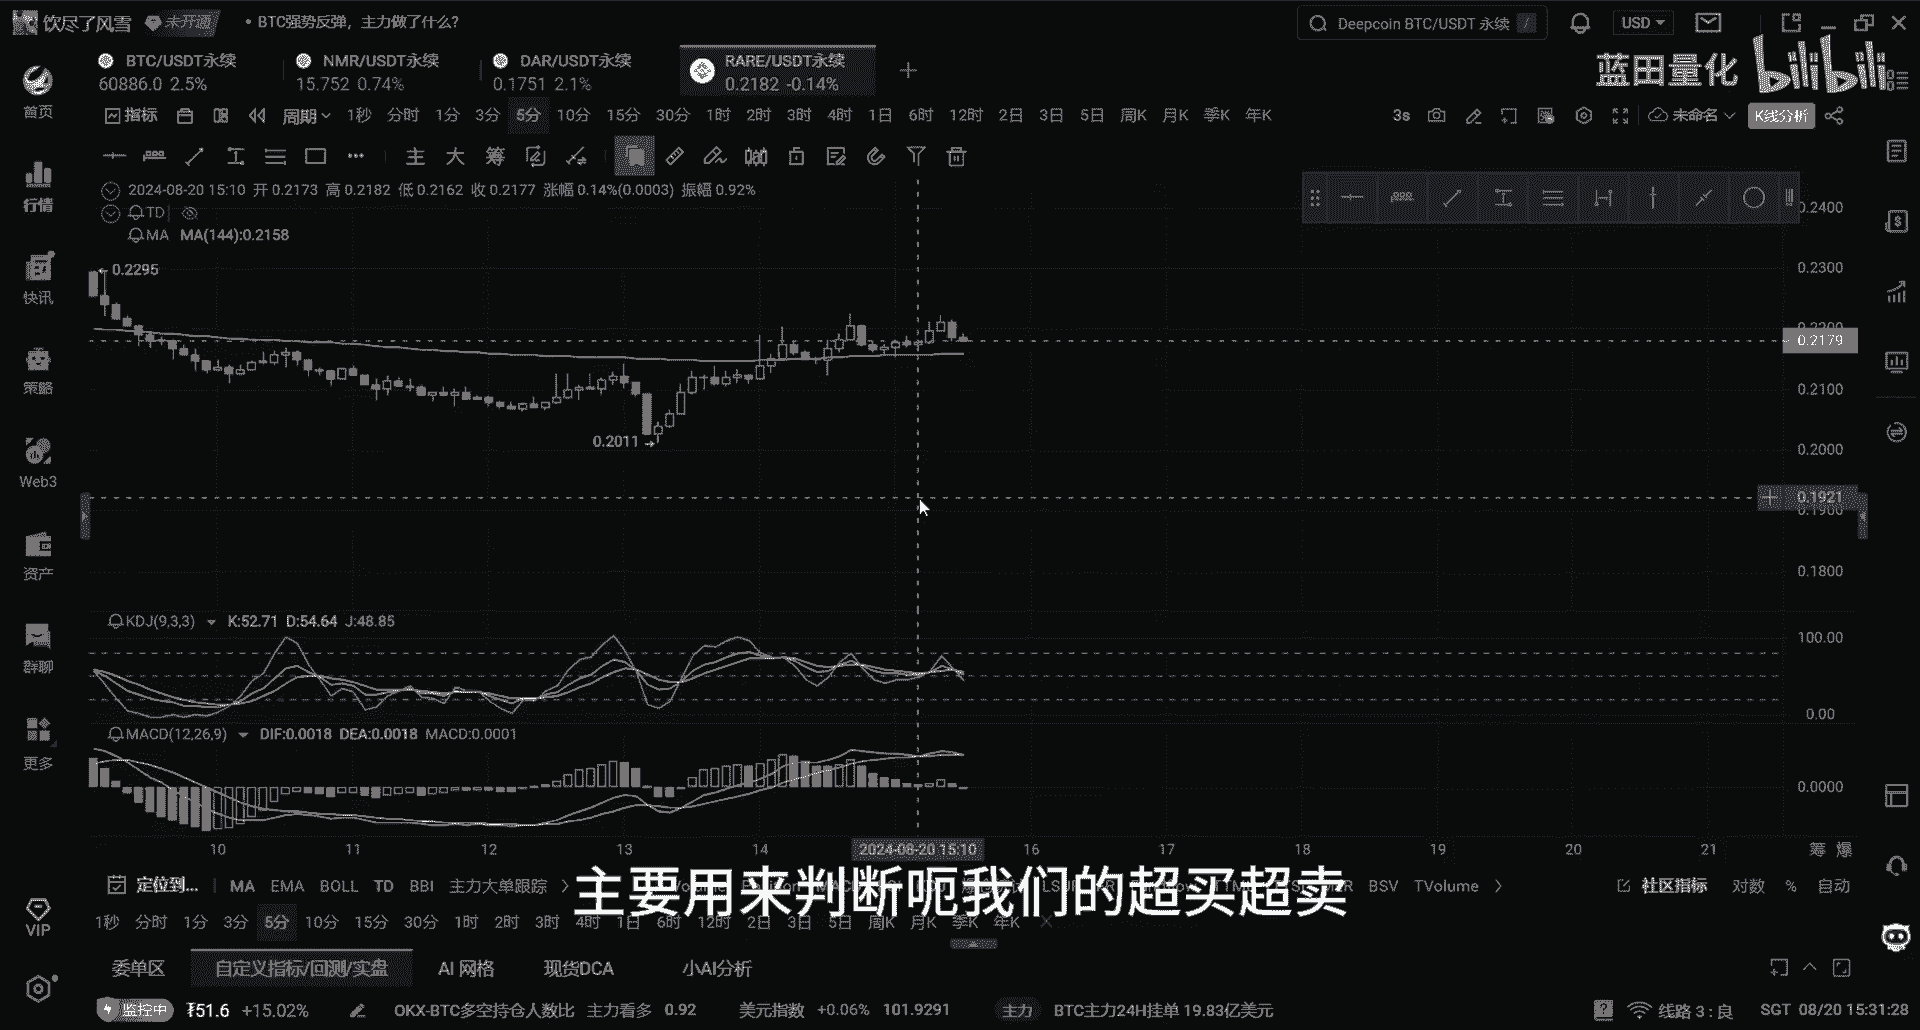 饮尽了风雪 未开通 • BTC强势反弹，主力做了什么? Deepcoin BTC/USDT 永续 / USD
蓝田量化 bilibili
BTC/USDT永续 NMR/USDT永续 DAR/USDT永续 RARE/USDT永续
60886.0 2.5% 15.752 0.74% 0.1751 2.1% 0.2182 -0.14%
首页
指标 周期 1秒 分时 1分 3分 5分 10分 15分 30分 1时 2时 3时 4时 1日 6时 12时 2日 3日 5日 周K 月K 季K 年K 3s 未命名 K线分析
主 大 筹
2024-08-20 15:10 开 0.2173 高 0.2182 低 0.2162 收 0.2177 涨幅 0.14%(0.0003) 振幅 0.92%
行情
TD
0.2400
MA MA(144):0.2158
0.2295
0.2300
快讯
0.2200
0.2179
策略
0.2100
0.2011
0.2000
Web3
0.1921
0.1900
资产
0.1800
KDJ(9,3,3) K:52.71 D:54.64 J:48.85
100.00
群聊
0.00
MACD(12,26,9) DIF:0.0018 DEA:0.0018 MACD:0.0001
更多
0.0000
10 11 12 13 14 2024-08-20 15:10 16 17 18 19 20 21 筹 爆
定位到... MA EMA BOLL TD BBI 主力大单跟踪 BSV TVolume 社区指标 对数 % 自动
主要用来判断呃我们的超买超卖
1秒 分时 1分 3分 5分 10分 15分 30分 1时 2时 3时 4时 1日 6时 12时 2日 3日 5日 周K 月K 季K 年K
VIP
委单区 自定义指标/回测/实盘 AI 网格 现货DCA 小AI分析
监控中 ₮51.6 +15.02% OKX-BTC多空持仓人数比 主力看多 0.92 美元指数 +0.06% 101.9291 主力 BTC主力24H挂单 19.83亿美元 线路 3 : 良 SGT 08/20 15:31:28